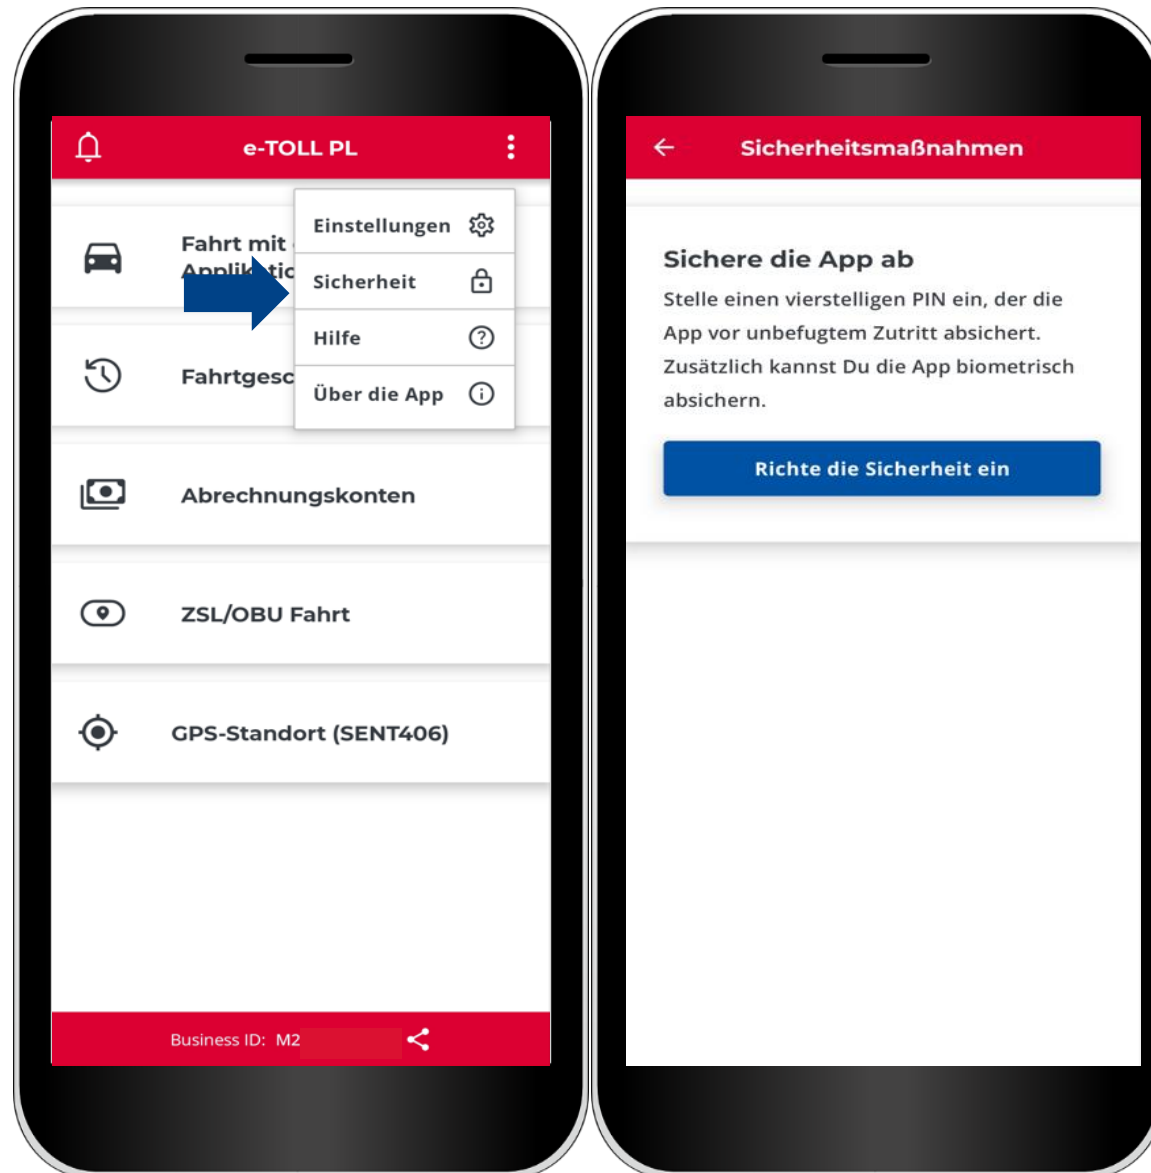 e-TOLL PL
Einstellungen
Fahrt mit
Sicherheit
Hilfe
Fahrtgesc
Über die App
Abrechnungskonten
ZSL/OBU Fahrt
GPS-Standort (SENT406)
Business ID: M2
Sicherheitsmaßnahmen
Sichere die App ab
Stelle einen vierstelligen PIN ein, der die
App vor unbefugtem Zutritt absichert.
Zusätzlich kannst Du die App biometrisch
absichern.
Richte die Sicherheit ein